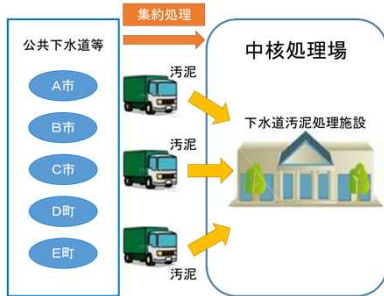 集約処理
公共下水道等
A市
B市
C市
D町
E町
汚泥
汚泥
汚泥
中核処理場
下水道汚泥処理施設